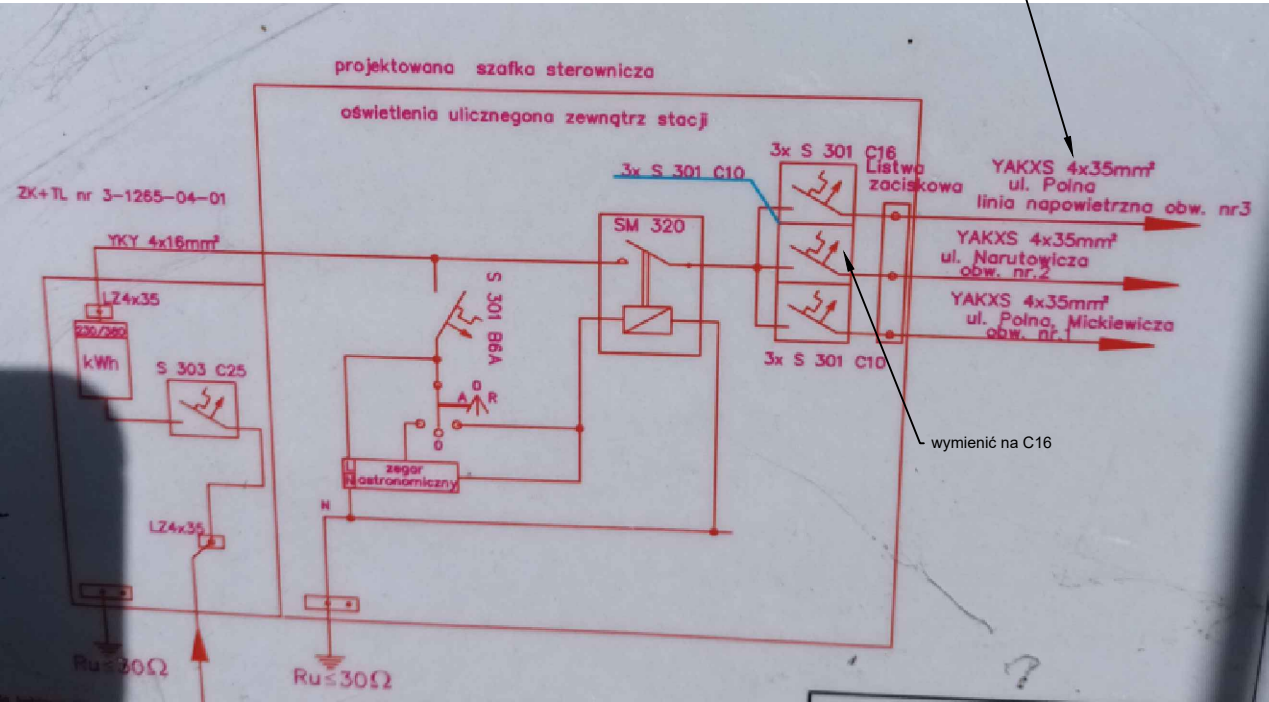 projektowana szafka sterownicza
oświetlenia ulicznegona zewnątrz stacji
ZK+TL nr 3-1265-04-01
YKY 4x16mm²
LZ4x35
230/380
kWh
S 303 C25
LZ4x35
Ru≤30Ω
S 301 B6A
A O R
O
L
N
zegar
astronomiczny
N
Ru≤30Ω
SM 320
3x S 301 C10
3x S 301 C16
Listwa
zaciskowa
3x S 301 C10
YAKXS 4x35mm²
ul. Polna
linia napowietrzna obw. nr3
YAKXS 4x35mm²
ul. Narutowicza
obw. nr.2
YAKXS 4x35mm²
ul. Polna, Mickiewicza
obw. nr.1
wymienić na C16
?